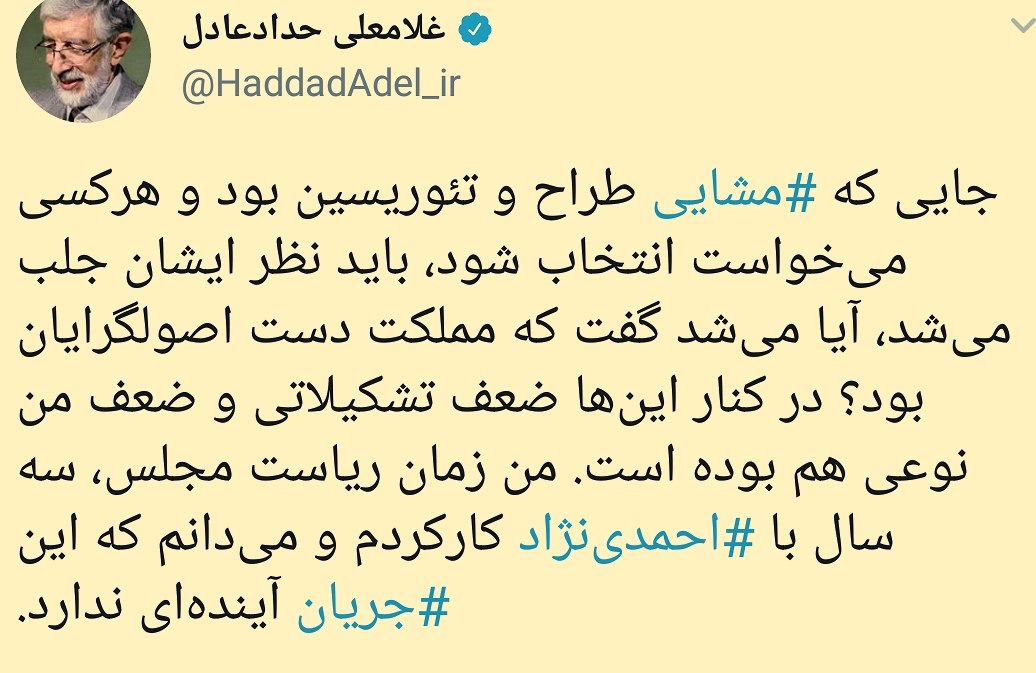 غلامعلی حدادعادل
@HaddadAdel_ir
جایی که #مشایی طراح و تئوریسین بود و هرکسی
می‌خواست انتخاب شود، باید نظر ایشان جلب
می‌شد، آیا می‌شد گفت که مملکت دست اصولگرایان
بود؟ در کنار این‌ها ضعف تشکیلاتی و ضعف من
نوعی هم بوده است. من زمان ریاست مجلس، سه
سال با #احمدی‌نژاد کارکردم و می‌دانم که این
#جریان آینده‌ای ندارد.